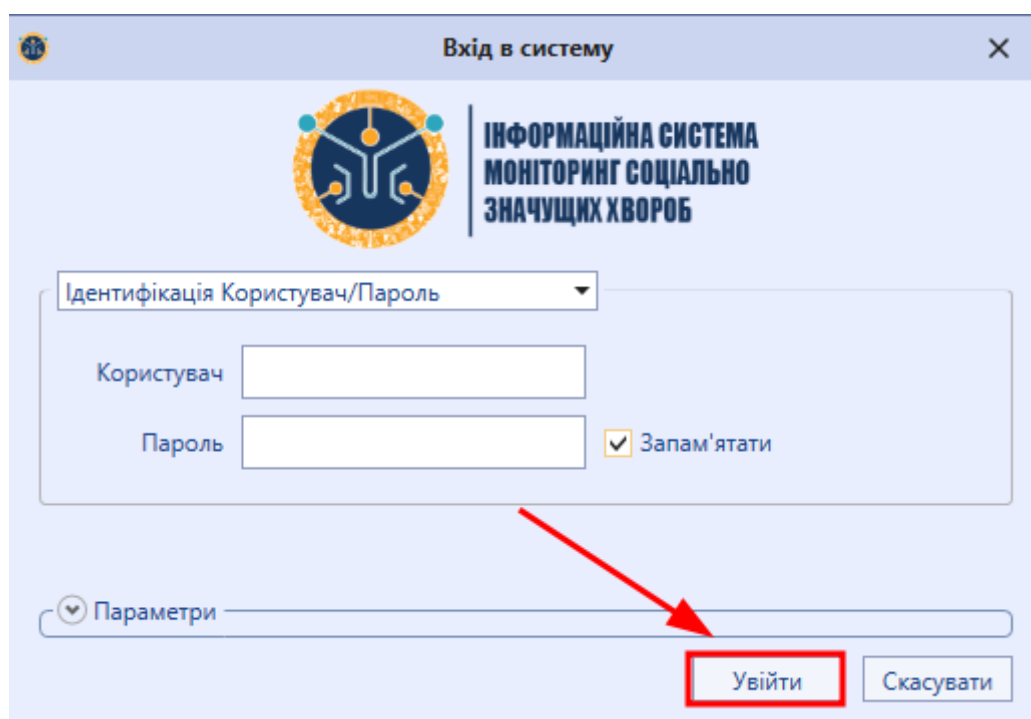 Вхід в систему
ІНФОРМАЦІЙНА СИСТЕМА
МОНІТОРИНГ СОЦІАЛЬНО
ЗНАЧУЩИХ ХВОРОБ
Ідентифікація Користувач/Пароль
Користувач
Пароль
Запам'ятати
Параметри
Увійти
Скасувати